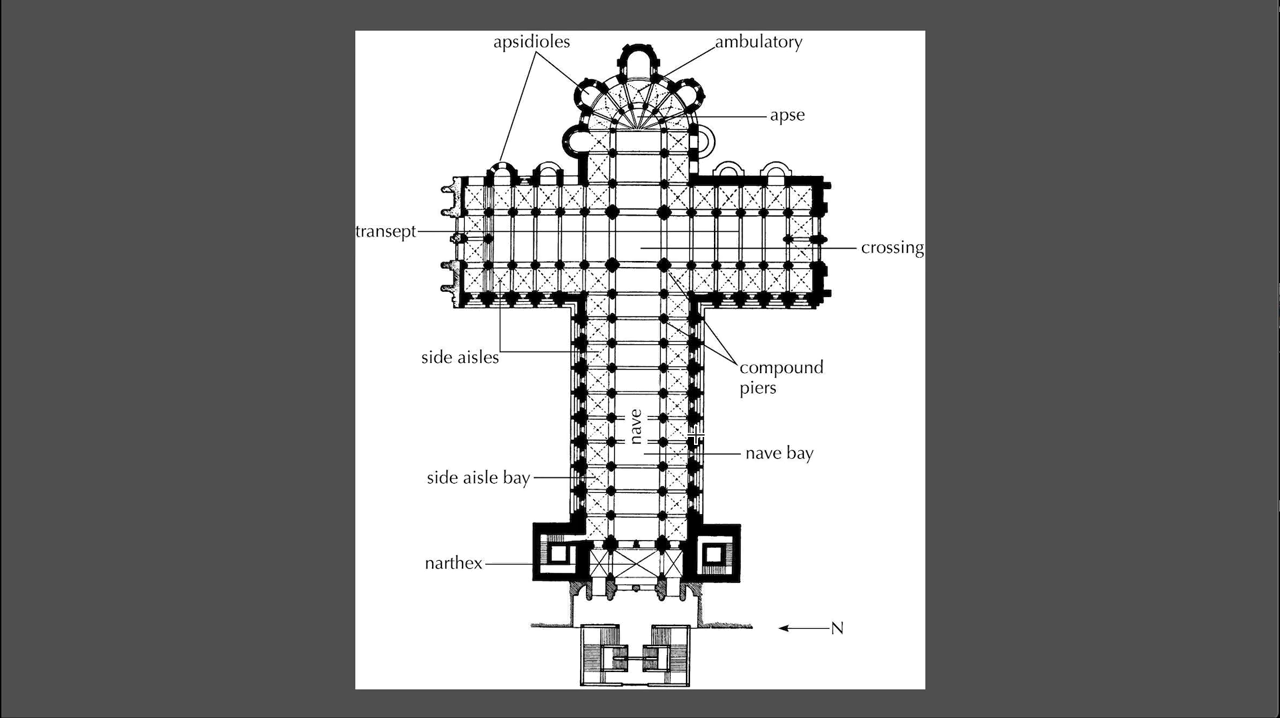 apsidioles
ambulatory
apse
transept
crossing
side aisles
compound
piers
nave
nave bay
side aisle bay
narthex
N